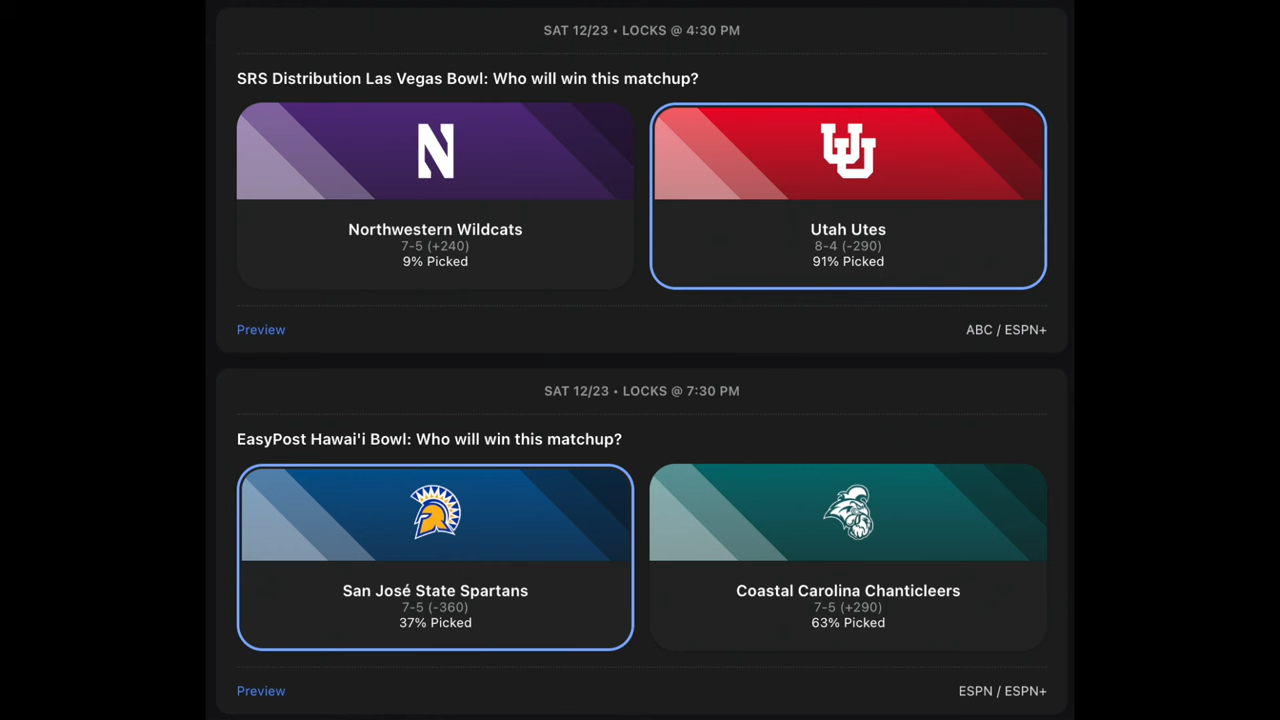 SAT 12/23 • LOCKS @ 4:30 PM
SRS Distribution Las Vegas Bowl: Who will win this matchup?
N
UU
Northwestern Wildcats
7-5 (+240)
9% Picked
Utah Utes
8-4 (-290)
91% Picked
Preview
ABC / ESPN+
SAT 12/23 • LOCKS @ 7:30 PM
EasyPost Hawai'i Bowl: Who will win this matchup?
San José State Spartans
7-5 (-360)
37% Picked
Coastal Carolina Chanticleers
7-5 (+290)
63% Picked
Preview
ESPN / ESPN+